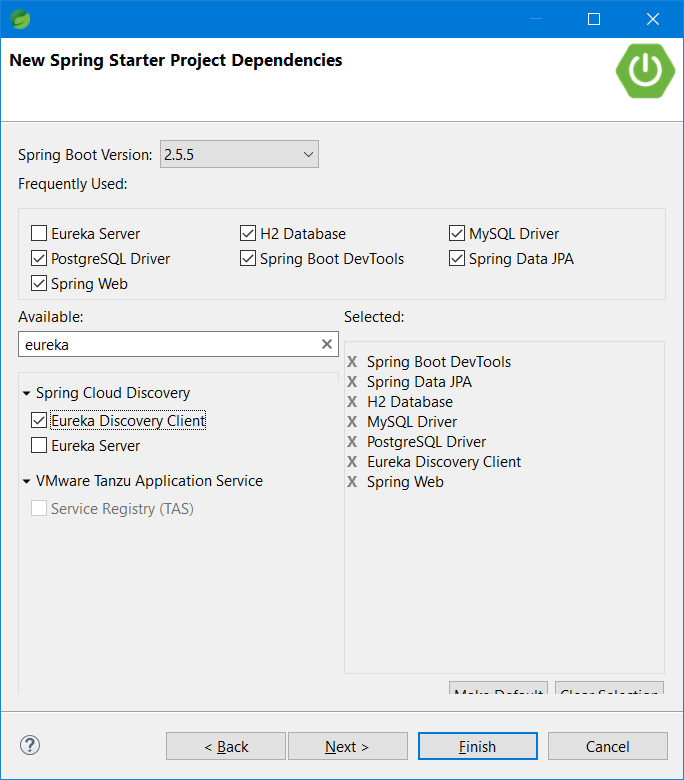 New Spring Starter Project Dependencies
Spring Boot Version: 2.5.5
Frequently Used:
Eureka Server H2 Database MySQL Driver
PostgreSQL Driver Spring Boot DevTools Spring Data JPA
Spring Web
Available: Selected:
eureka
X Spring Boot DevTools
X Spring Data JPA
Spring Cloud Discovery
X H2 Database
Eureka Discovery Client
X MySQL Driver
Eureka Server
X PostgreSQL Driver
X Eureka Discovery Client
VMware Tanzu Application Service
X Spring Web
Service Registry (TAS)
Make Default Clear Selection
? < Back Next > Finish Cancel